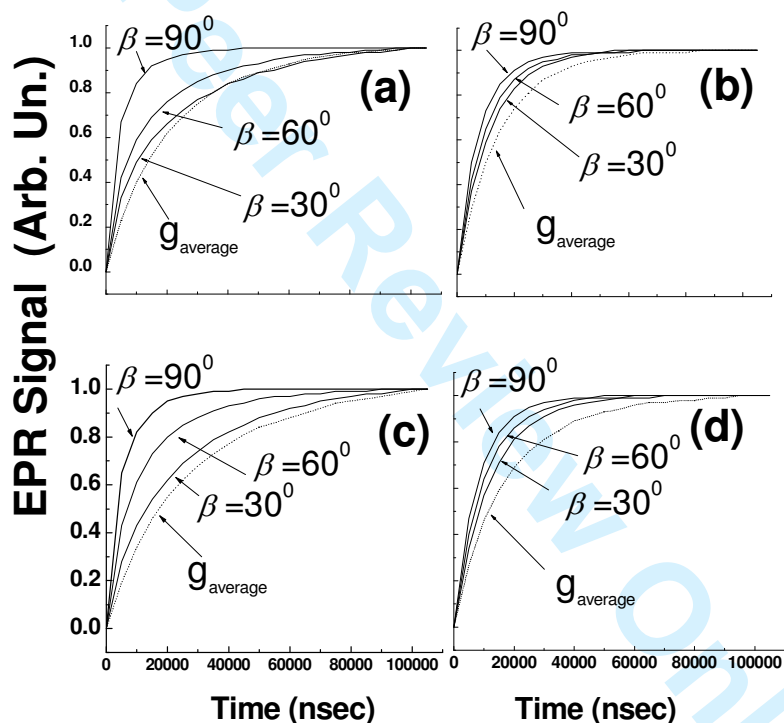 EPR Signal (Arb. Un.)
1.0
0.8
0.6
0.4
0.2
0.0
β=90⁰
(a)
β=60⁰
β=30⁰
g_average
β=90⁰
(b)
β=60⁰
β=30⁰
g_average
1.0
0.8
0.6
0.4
0.2
0.0
β=90⁰
(c)
β=60⁰
β=30⁰
g_average
0 20000 40000 60000 80000 100000
Time (nsec)
β=90⁰
(d)
β=60⁰
β=30⁰
g_average
0 20000 40000 60000 80000 100000
Time (nsec)
Peer Review Only